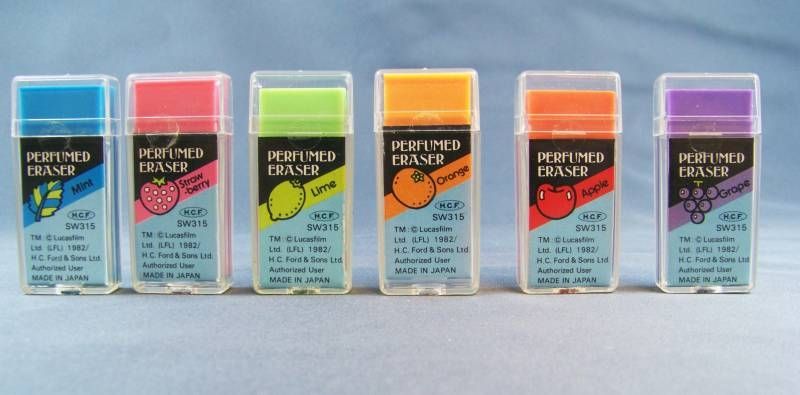 PERFUMED
ERASER
Mint
H.C.F.
SW315
TM: © Lucasfilm
Ltd. (LFL) 1982/
H.C. Ford & Sons Ltd.
Authorized User
MADE IN JAPAN
PERFUMED
ERASER
Straw
-berry
H.C.F.
SW315
TM: © Lucasfilm
Ltd. (LFL) 1982/
H.C. Ford & Sons Ltd.
Authorized User
MADE IN JAPAN
PERFUMED
ERASER
Lime
H.C.F.
SW315
TM: © Lucasfilm
Ltd. (LFL) 1982/
H.C. Ford & Sons Ltd.
Authorized User
MADE IN JAPAN
PERFUMED
ERASER
Orange
H.C.F.
SW315
TM: © Lucasfilm
Ltd. (LFL) 1982/
H.C. Ford & Sons Ltd.
Authorized User
MADE IN JAPAN
PERFUMED
ERASER
Apple
H.C.F.
SW315
TM: © Lucasfilm
Ltd. (LFL) 1982/
H.C. Ford & Sons Ltd.
Authorized User
MADE IN JAPAN
PERFUMED
ERASER
Grape
H.C.F.
SW315
TM: © Lucasfilm
Ltd. (LFL) 1982/
H.C. Ford & Sons Ltd.
Authorized User
MADE IN JAPAN